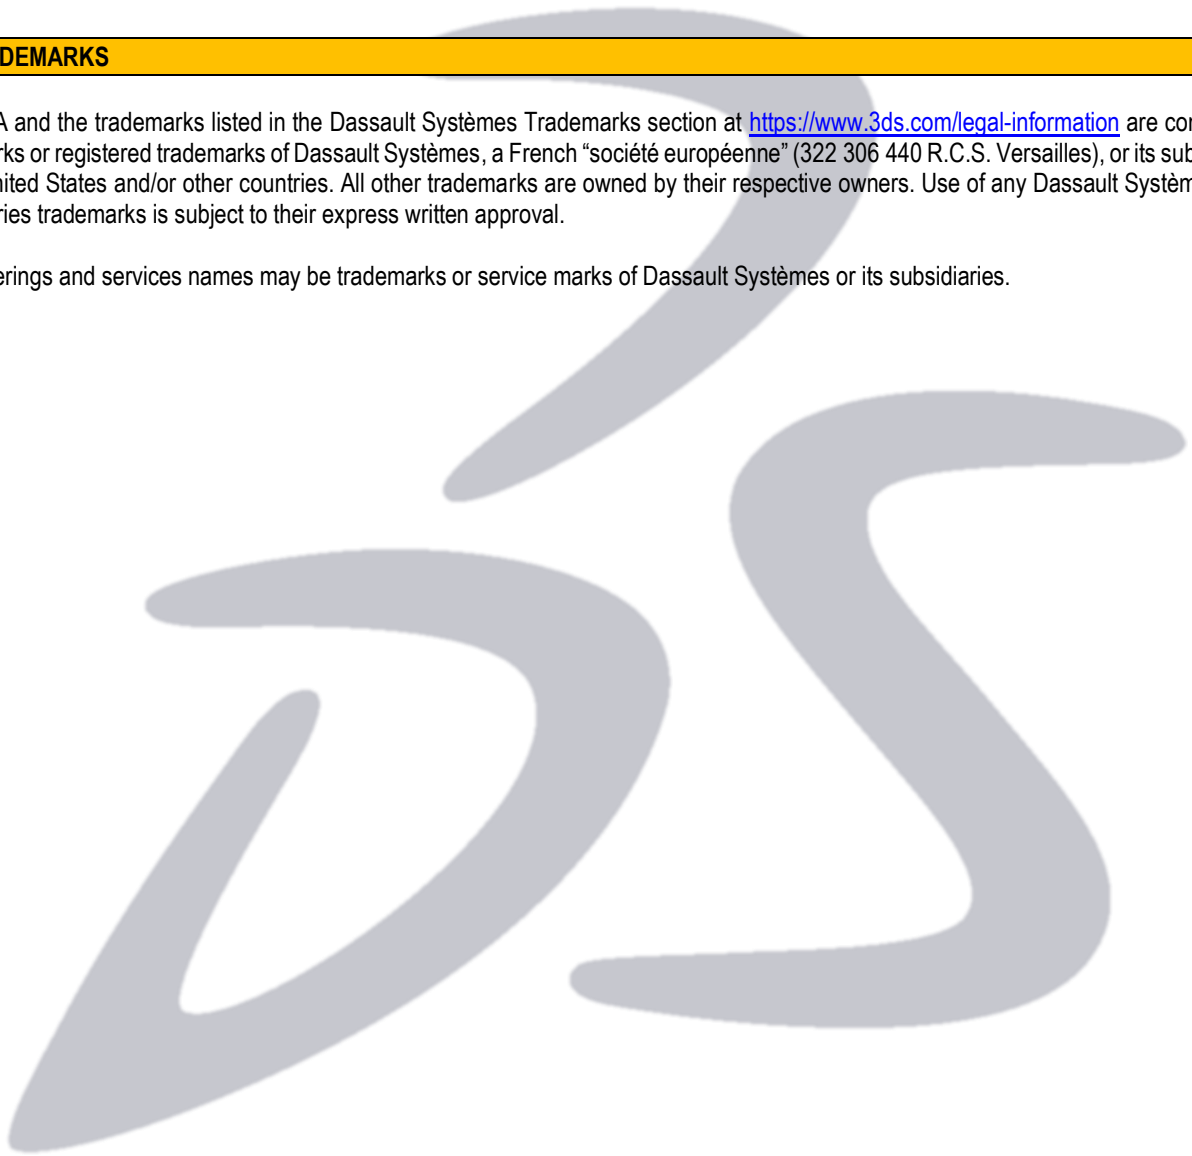 DEMARKS
A and the trademarks listed in the Dassault Systèmes Trademarks section at https://www.3ds.com/legal-information are con
rks or registered trademarks of Dassault Systèmes, a French “société européenne” (322 306 440 R.C.S. Versailles), or its sub
nited States and/or other countries. All other trademarks are owned by their respective owners. Use of any Dassault Systèm
ries trademarks is subject to their express written approval.
erings and services names may be trademarks or service marks of Dassault Systèmes or its subsidiaries.